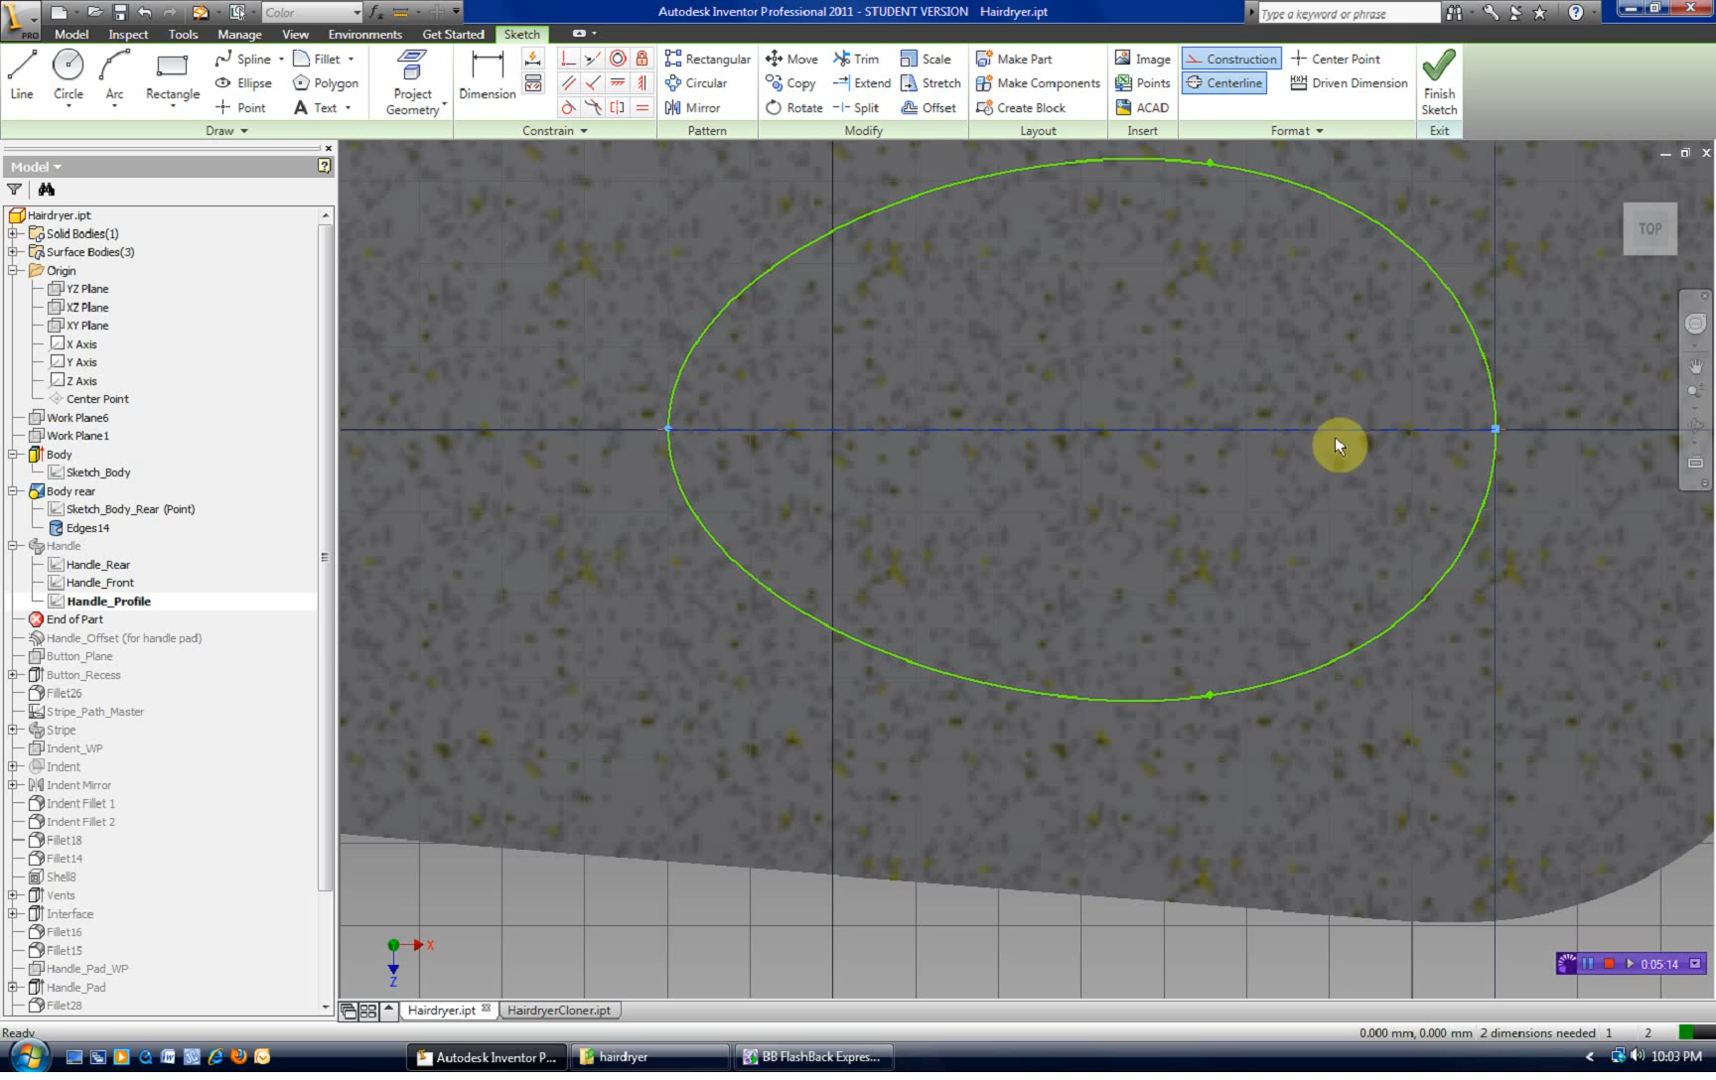 Color
Autodesk Inventor Professional 2011 - STUDENT VERSION Hairdryer.ipt
Type a keyword or phrase
PRO
Model Inspect Tools Manage View Environments Get Started Sketch
Line
Circle
Arc
Rectangle
Spline
Fillet
Ellipse
Polygon
Point
Text
Project
Geometry
Dimension
Rectangular
Circular
Mirror
Move
Trim
Scale
Copy
Extend
Stretch
Rotate
Split
Offset
Make Part
Make Components
Create Block
Image
Points
ACAD
Construction
Center Point
Centerline
Driven Dimension
Finish
Sketch
Draw
Constrain
Pattern
Modify
Layout
Insert
Format
Exit
Model
Hairdryer.ipt
Solid Bodies(1)
Surface Bodies(3)
Origin
YZ Plane
XZ Plane
XY Plane
X Axis
Y Axis
Z Axis
Center Point
Work Plane6
Work Plane1
Body
Sketch_Body
Body rear
Sketch_Body_Rear (Point)
Edges14
Handle
Handle_Rear
Handle_Front
Handle_Profile
End of Part
Handle_Offset (for handle pad)
Button_Plane
Button_Recess
Fillet26
Stripe_Path_Master
Stripe
Indent_WP
Indent
Indent Mirror
Indent Fillet 1
Indent Fillet 2
Fillet18
Fillet14
Shell8
Vents
Interface
Fillet16
Fillet15
Handle_Pad_WP
Handle_Pad
Fillet28
TOP
X
Z
0:05:14
Hairdryer.ipt
HairdryerCloner.ipt
Ready
0.000 mm, 0.000 mm 2 dimensions needed 1 2
Autodesk Inventor P...
hairdryer
BB FlashBack Expres...
10:03 PM